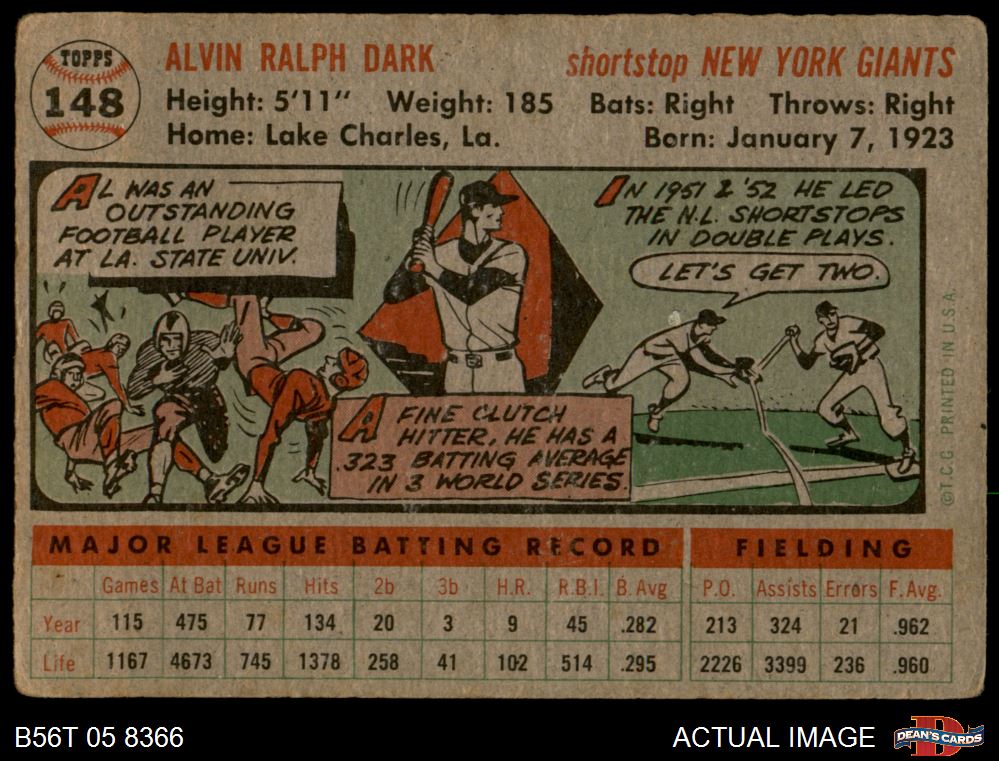 TOPPS
148
ALVIN RALPH DARK
shortstop NEW YORK GIANTS
Height: 5'11" Weight: 185 Bats: Right Throws: Right
Home: Lake Charles, La. Born: January 7, 1923
AL WAS AN
OUTSTANDING
FOOTBALL PLAYER
AT LA. STATE UNIV.
A FINE CLUTCH
HITTER, HE HAS A
.323 BATTING AVERAGE
IN 3 WORLD SERIES.
IN 1951 & '52 HE LED
THE N.L. SHORTSTOPS
IN DOUBLE PLAYS.
LET'S GET TWO.
©T.C.G. PRINTED IN U.S.A.
MAJOR LEAGUE BATTING RECORD FIELDING
Games At Bat Runs Hits 2b 3b H.R. R.B.I. B. Avg P.O. Assists Errors F. Avg.
Year 115 475 77 134 20 3 9 45 .282 213 324 21 .962
Life 1167 4673 745 1378 258 41 102 514 .295 2226 3399 236 .960
B56T 05 8366
ACTUAL IMAGE
DEAN'S CARDS